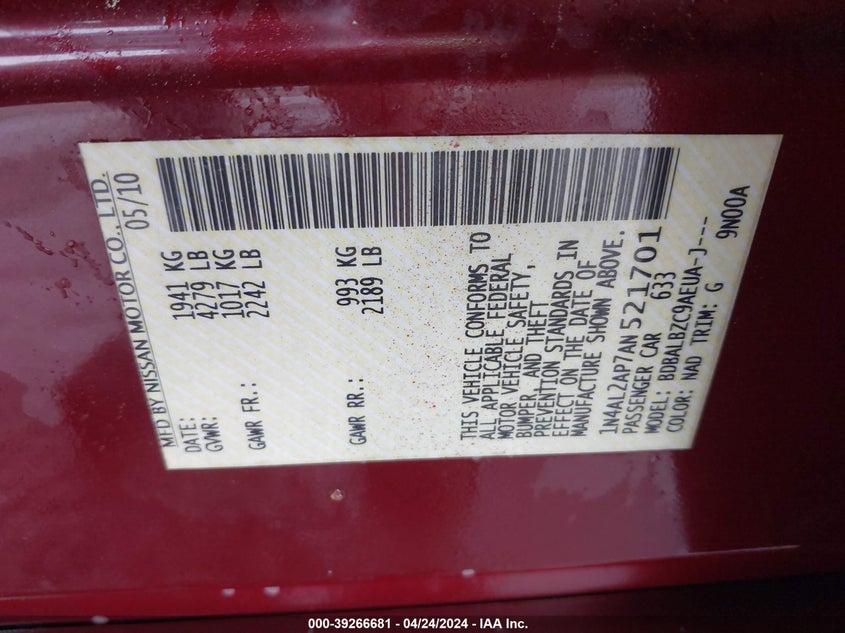 MFD BY NISSAN MOTOR CO., LTD.
DATE: 05/10
GVWR: 1941 KG
4279 LB
GAWR FR.: 1017 KG
2242 LB
GAWR RR.: 993 KG
2189 LB
THIS VEHICLE CONFORMS TO
ALL APPLICABLE FEDERAL
MOTOR VEHICLE SAFETY,
BUMPER, AND THEFT
PREVENTION STANDARDS IN
EFFECT ON THE DATE OF
MANUFACTURE SHOWN ABOVE.
1N4AL2AP7AN521701
PASSENGER CAR 633
MODEL: BDBALBZC9AEUA-J---
COLOR: NAD TRIM: G 9N00A
000-39266681 - 04/24/2024 - IAA Inc.